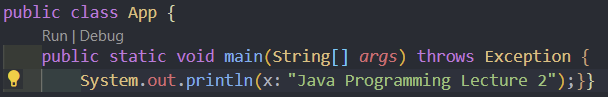 public class App {
Run | Debug
public static void main(String[] args) throws Exception {
System.out.println(x: "Java Programming Lecture 2");}}